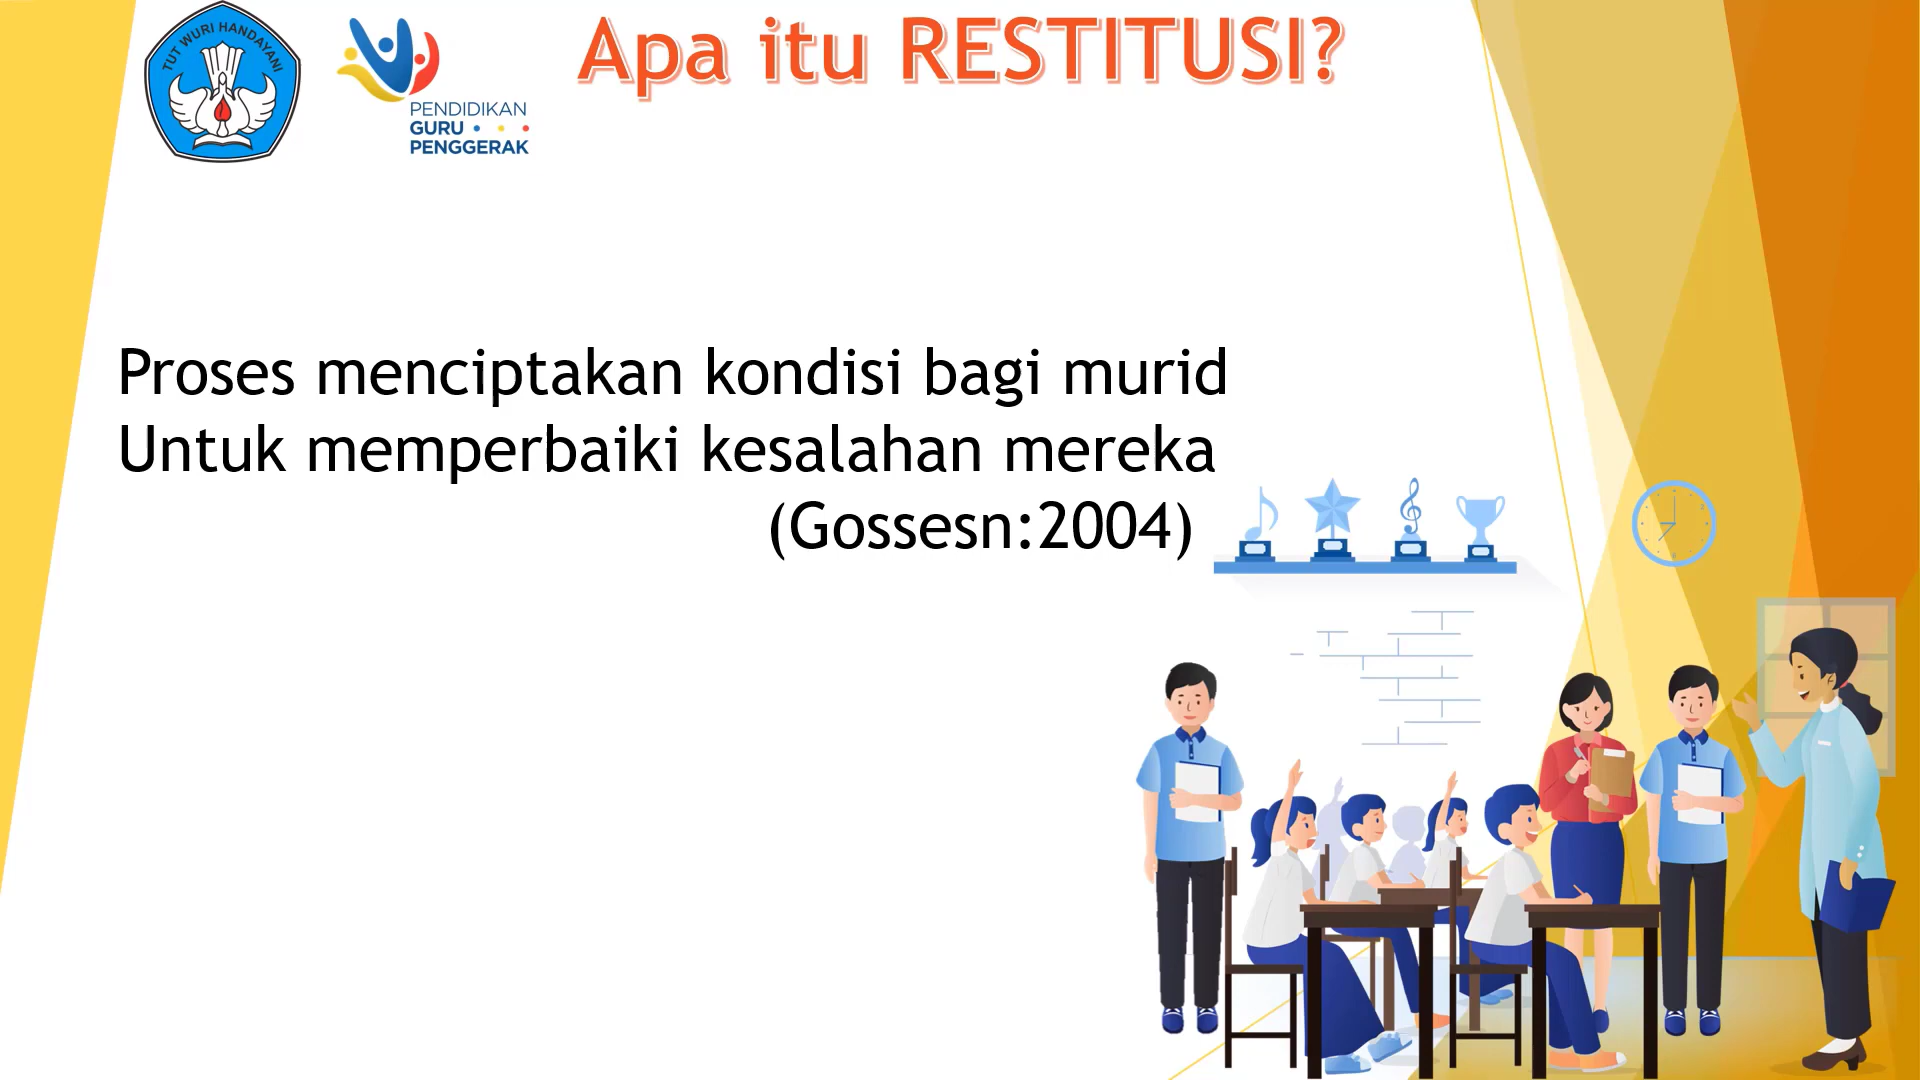 TUT WURI HANDAYANI
PENDIDIKAN
GURU
PENGGERAK
Apa itu RESTITUSI?
Proses menciptakan kondisi bagi murid
Untuk memperbaiki kesalahan mereka
(Gossesn:2004)